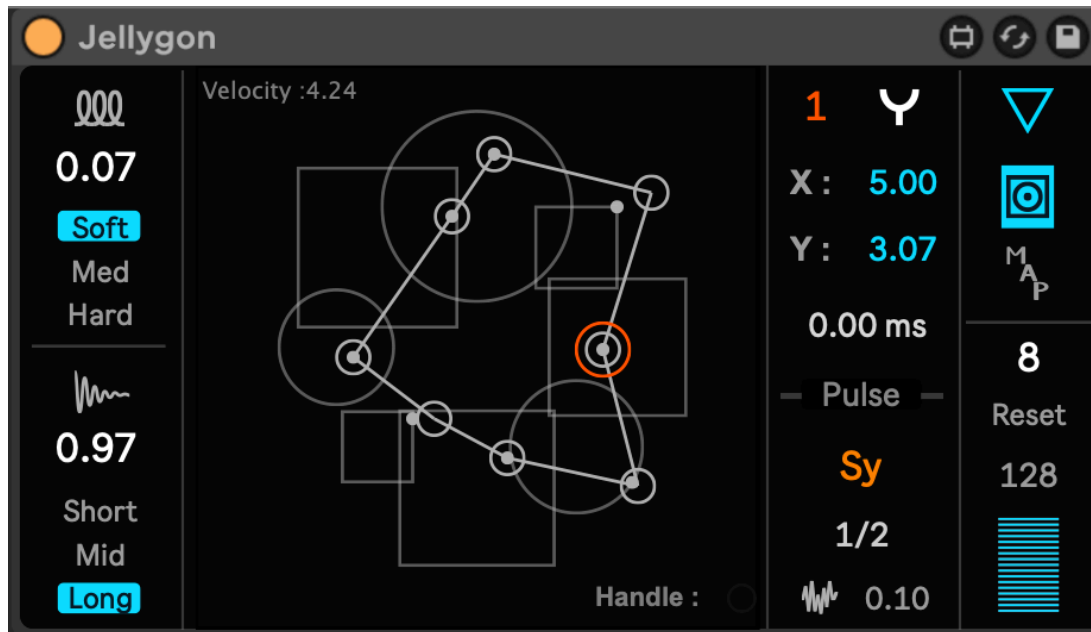 Jellygon
0.07
Soft
Med
Hard
0.97
Short
Mid
Long
Velocity :4.24
Handle :
1
X : 5.00
Y : 3.07
0.00 ms
Pulse
Sy
1/2
0.10
MAP
8
Reset
128